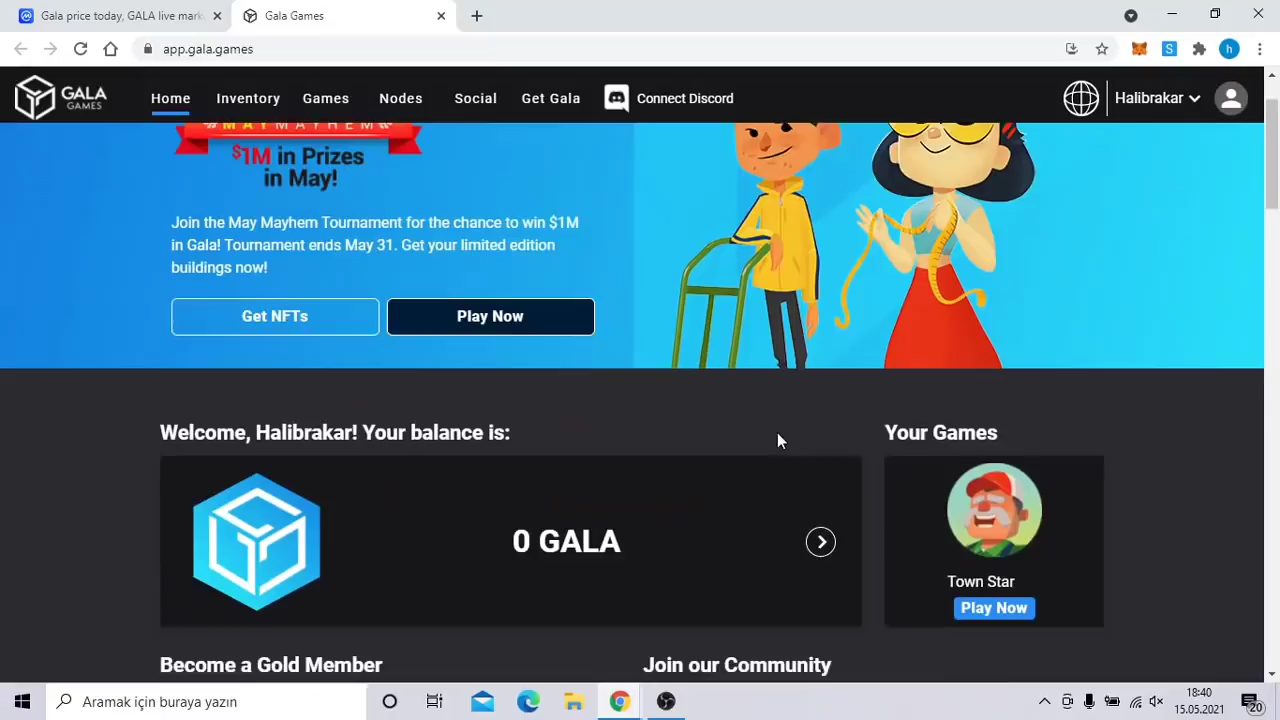 Gala price today, GALA live mark
Gala Games
app.gala.games
S
h
GALA
GAMES
Home
Inventory
Games
Nodes
Social
Get Gala
Connect Discord
Halibrakar
MAY MAYHEM
$1M in Prizes
in May!
Join the May Mayhem Tournament for the chance to win $1M
in Gala! Tournament ends May 31. Get your limited edition
buildings now!
Get NFTs
Play Now
Welcome, Halibrakar! Your balance is:
0 GALA
Your Games
Town Star
Play Now
Become a Gold Member
Join our Community
Aramak için buraya yazın
18:40
15.05.2021
20